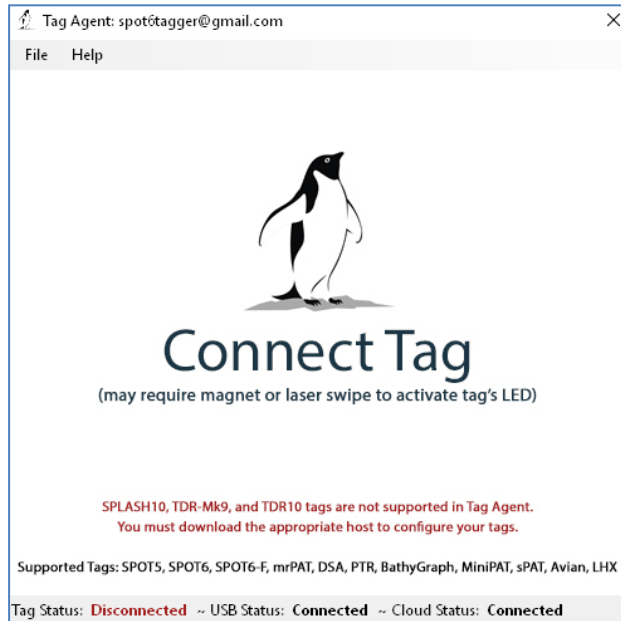 Tag Agent: spot6tagger@gmail.com
File Help
Connect Tag
(may require magnet or laser swipe to activate tag's LED)
SPLASH10, TDR-Mk9, and TDR10 tags are not supported in Tag Agent.
You must download the appropriate host to configure your tags.
Supported Tags: SPOT5, SPOT6, SPOT6-F, mrPAT, DSA, PTR, BathyGraph, MiniPAT, sPAT, Avian, LHX
Tag Status: Disconnected ~ USB Status: Connected ~ Cloud Status: Connected